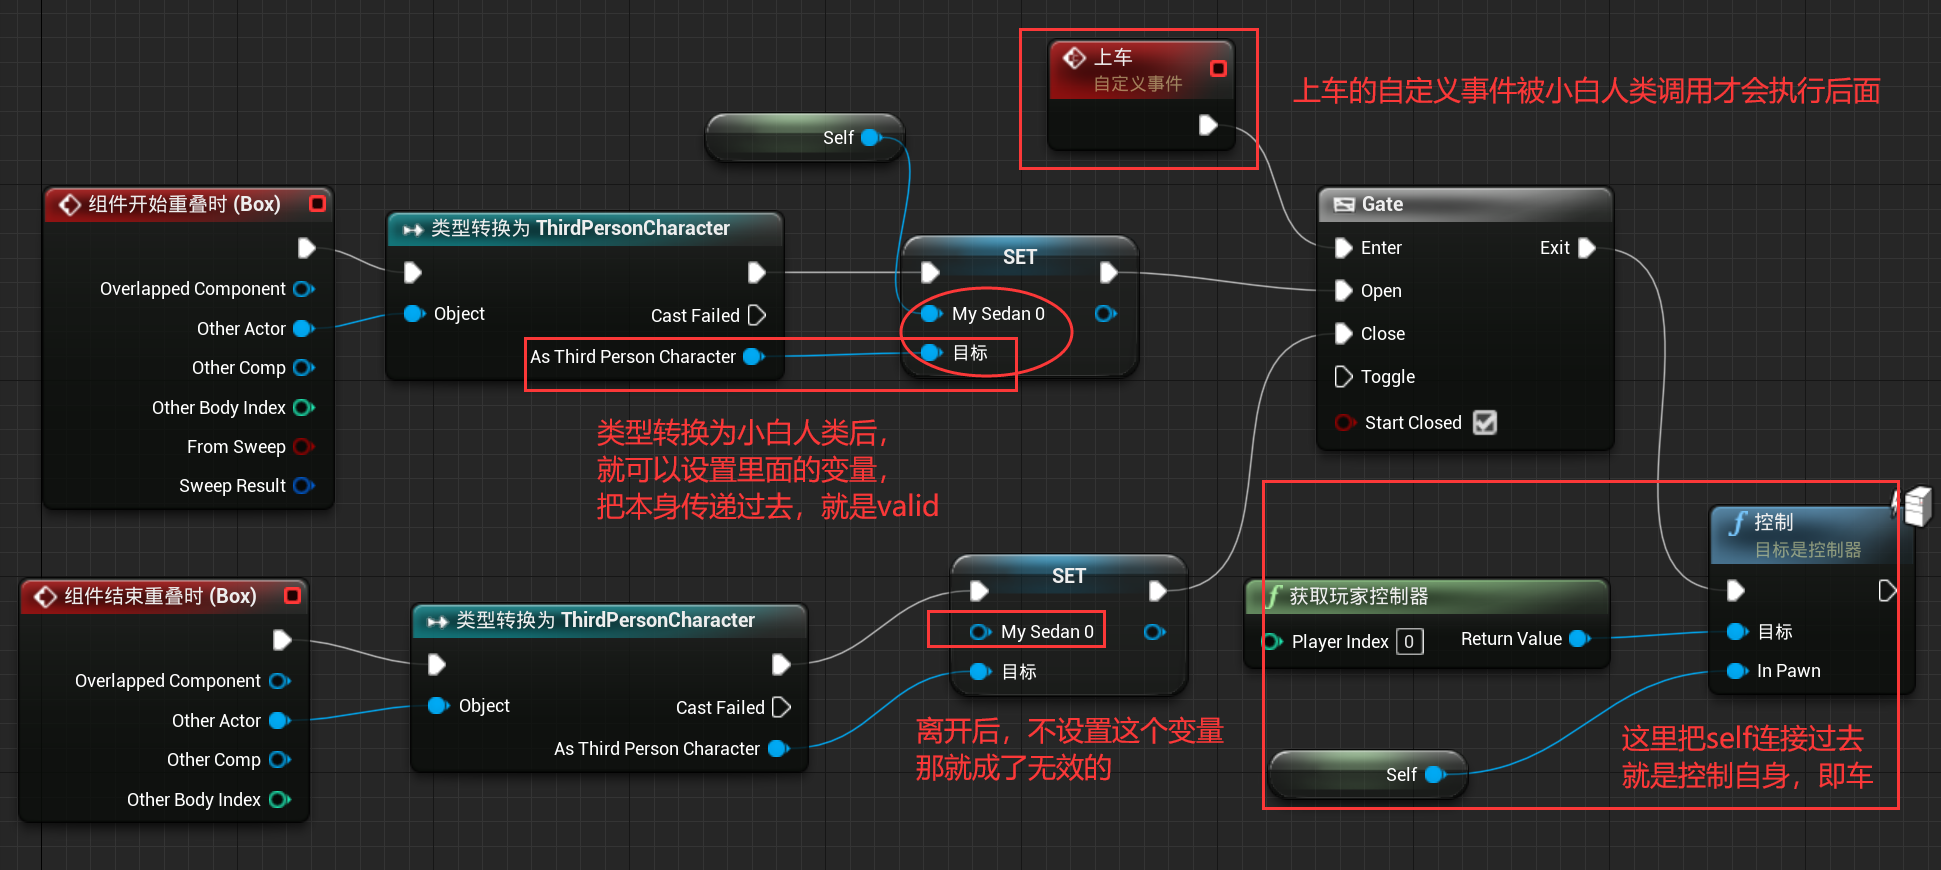 上车
自定义事件
上车的自定义事件被小白人类调用才会执行后面
Self
组件开始重叠时 (Box)
Overlapped Component
Other Actor
Other Comp
Other Body Index
From Sweep
Sweep Result
类型转换为 ThirdPersonCharacter
Object
Cast Failed
As Third Person Character
SET
My Sedan 0
目标
Gate
Enter
Exit
Open
Close
Toggle
Start Closed
类型转换为小白人类后，
就可以设置里面的变量，
把本身传递过去，就是valid
组件结束重叠时 (Box)
Overlapped Component
Other Actor
Other Comp
Other Body Index
类型转换为 ThirdPersonCharacter
Object
Cast Failed
As Third Person Character
SET
My Sedan 0
目标
离开后，不设置这个变量
那就成了无效的
f 获取玩家控制器
Player Index 0
Return Value
Self
f 控制
目标是控制器
目标
In Pawn
这里把self连接过去
就是控制自身，即车